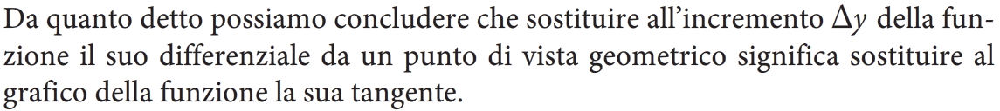 Da quanto detto possiamo concludere che sostituire all’incremento Δy della fun-
zione il suo differenziale da un punto di vista geometrico significa sostituire al
grafico della funzione la sua tangente.